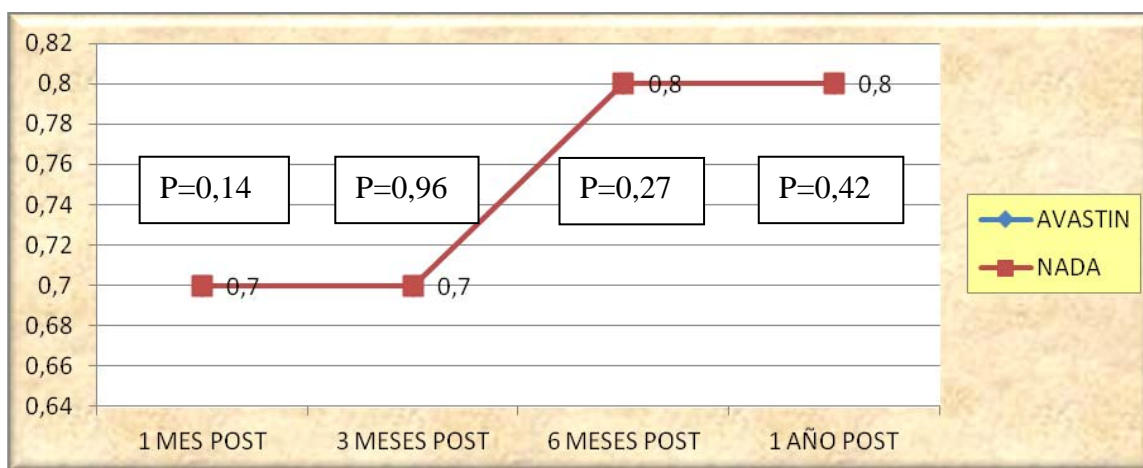 0,82
0,8
0,78
0,76
0,74
0,72
0,7
0,68
0,66
0,64
0,7
0,7
0,8
0,8
P=0,14
P=0,96
P=0,27
P=0,42
1 MES POST
3 MESES POST
6 MESES POST
1 AÑO POST
AVASTIN
NADA